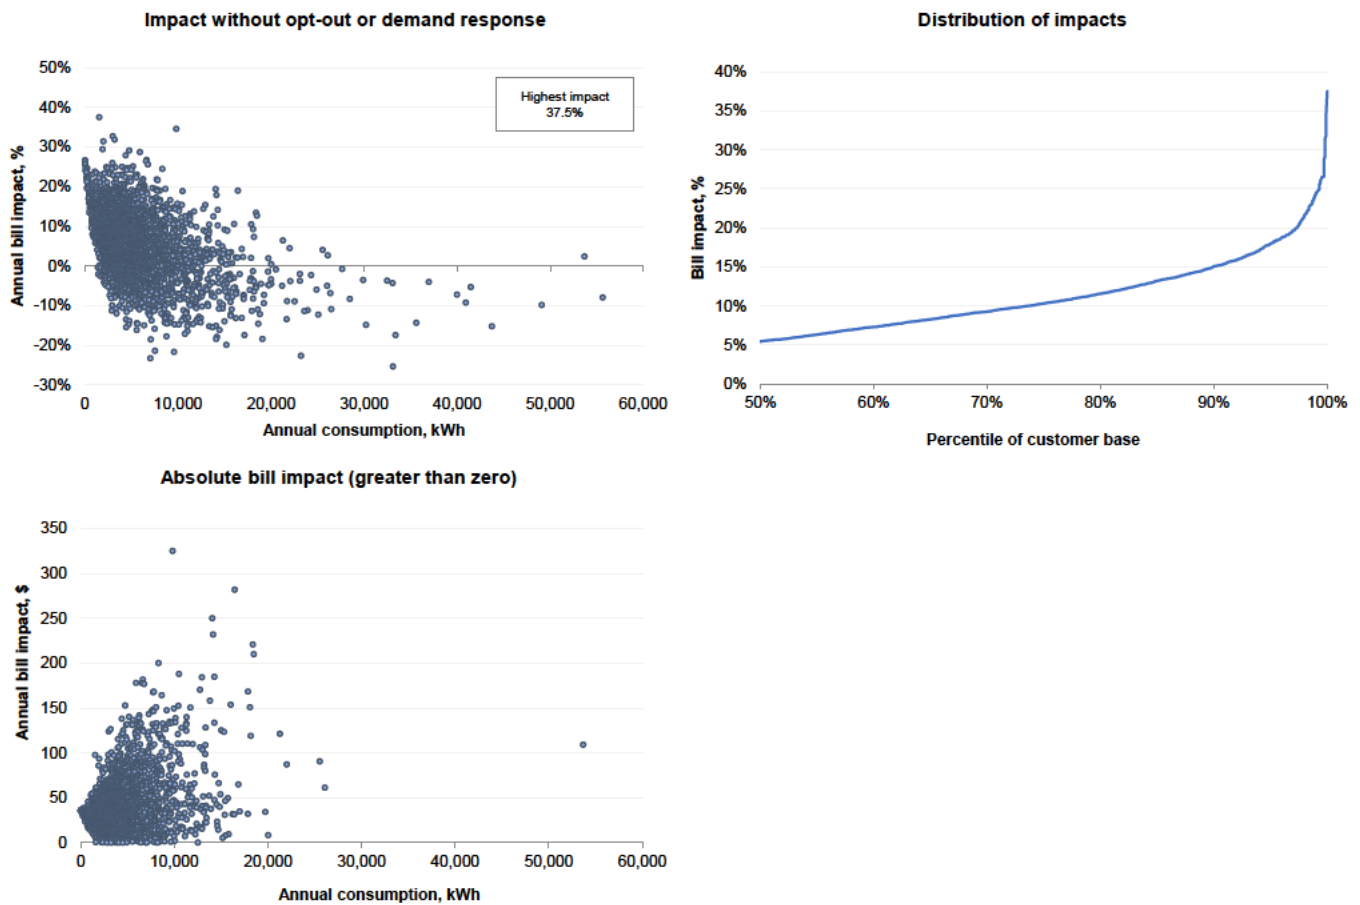 Impact without opt-out or demand response
Annual bill impact, %
50%
40%
30%
20%
10%
0%
-10%
-20%
-30%
Highest impact
37.5%
0 10,000 20,000 30,000 40,000 50,000 60,000
Annual consumption, kWh
Distribution of impacts
Bill impact, %
40%
35%
30%
25%
20%
15%
10%
5%
0%
50% 60% 70% 80% 90% 100%
Percentile of customer base
Absolute bill impact (greater than zero)
Annual bill impact, $
350
300
250
200
150
100
50
0
0 10,000 20,000 30,000 40,000 50,000 60,000
Annual consumption, kWh